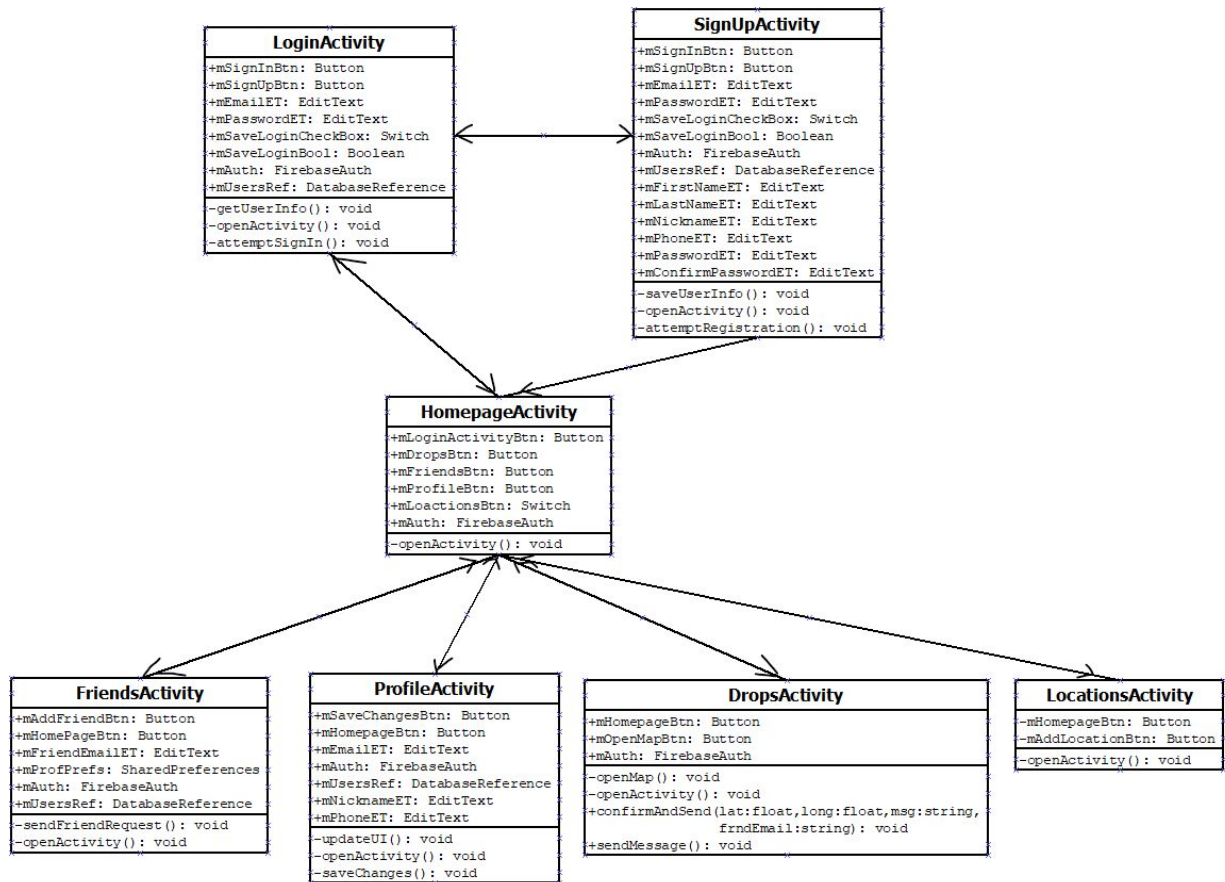 LoginActivity
+mSignInBtn: Button
+mSignUpBtn: Button
+mEmailET: EditText
+mPasswordET: EditText
+mSaveLoginCheckBox: Switch
+mSaveLoginBool: Boolean
+mAuth: FirebaseAuth
+mUsersRef: DatabaseReference
-getUserInfo(): void
-openActivity(): void
-attemptSignIn(): void
SignUpActivity
+mSignInBtn: Button
+mSignUpBtn: Button
+mEmailET: EditText
+mPasswordET: EditText
+mSaveLoginCheckBox: Switch
+mSaveLoginBool: Boolean
+mAuth: FirebaseAuth
+mUsersRef: DatabaseReference
+mFirstNameET: EditText
+mLastNameET: EditText
+mNicknameET: EditText
+mPhoneET: EditText
+mPasswordET: EditText
+mConfirmPasswordET: EditText
-saveUserInfo(): void
-openActivity(): void
-attemptRegistration(): void
HomepageActivity
+mLoginActivityBtn: Button
+mDropsBtn: Button
+mFriendsBtn: Button
+mProfileBtn: Button
+mLoactionsBtn: Switch
+mAuth: FirebaseAuth
-openActivity(): void
FriendsActivity
+mAddFriendBtn: Button
+mHomePageBtn: Button
+mFriendEmailET: EditText
+mProfPrefs: SharedPreferences
+mAuth: FirebaseAuth
+mUsersRef: DatabaseReference
-sendFriendRequest(): void
-openActivity(): void
ProfileActivity
+mSaveChangesBtn: Button
+mHomepageBtn: Button
+mEmailET: EditText
+mAuth: FirebaseAuth
+mUsersRef: DatabaseReference
+mNicknameET: EditText
+mPhoneET: EditText
-updateUI(): void
-openActivity(): void
-saveChanges(): void
DropsActivity
+mHomepageBtn: Button
+mOpenMapBtn: Button
+mAuth: FirebaseAuth
-openMap(): void
-openActivity(): void
+confirmAndSend(lat:float,long:float,msg:string,
frndEmail:string): void
+sendMessage(): void
LocationsActivity
-mHomepageBtn: Button
-mAddLocationBtn: Button
-openActivity(): void